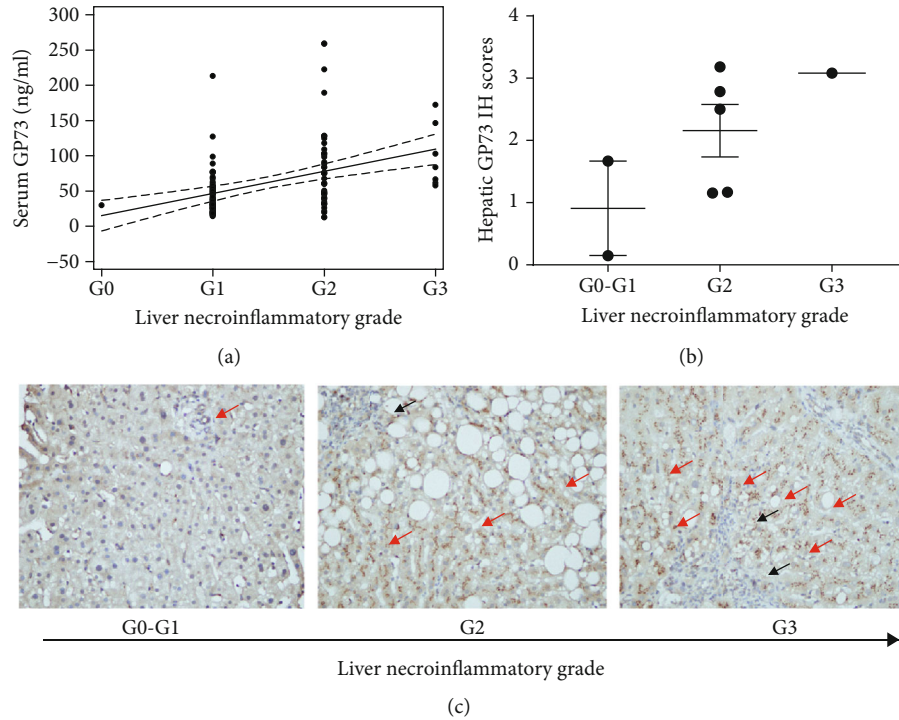 Serum GP73 (ng/ml)
300
250
200
150
100
50
0
−50
G0
G1
G2
G3
Liver necroinflammatory grade
(a)
Hepatic GP73 IH scores
4
3
2
1
0
G0-G1
G2
G3
Liver necroinflammatory grade
(b)
G0-G1
G2
G3
Liver necroinflammatory grade
(c)